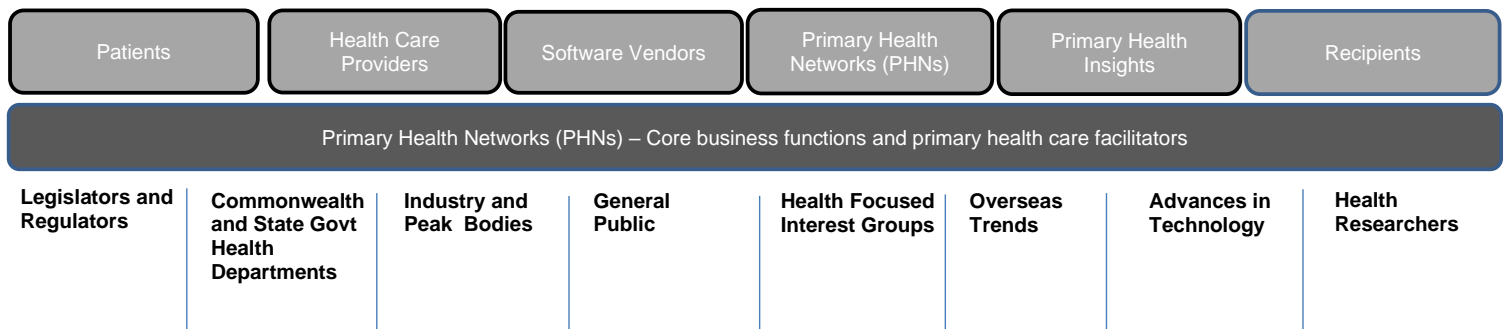 Patients
Health Care
Providers
Software Vendors
Primary Health
Networks (PHNs)
Primary Health
Insights
Recipients
Primary Health Networks (PHNs) – Core business functions and primary health care facilitators
Legislators and
Regulators
Commonwealth
and State Govt
Health
Departments
Industry and
Peak Bodies
General
Public
Health Focused
Interest Groups
Overseas
Trends
Advances in
Technology
Health
Researchers